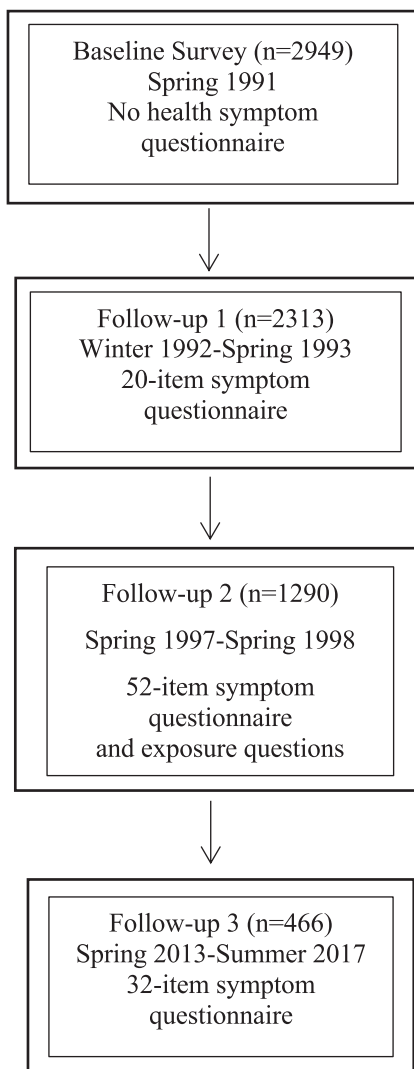 Baseline Survey (n=2949)
Spring 1991
No health symptom
questionnaire
Follow-up 1 (n=2313)
Winter 1992-Spring 1993
20-item symptom
questionnaire
Follow-up 2 (n=1290)
Spring 1997-Spring 1998
52-item symptom
questionnaire
and exposure questions
Follow-up 3 (n=466)
Spring 2013-Summer 2017
32-item symptom
questionnaire